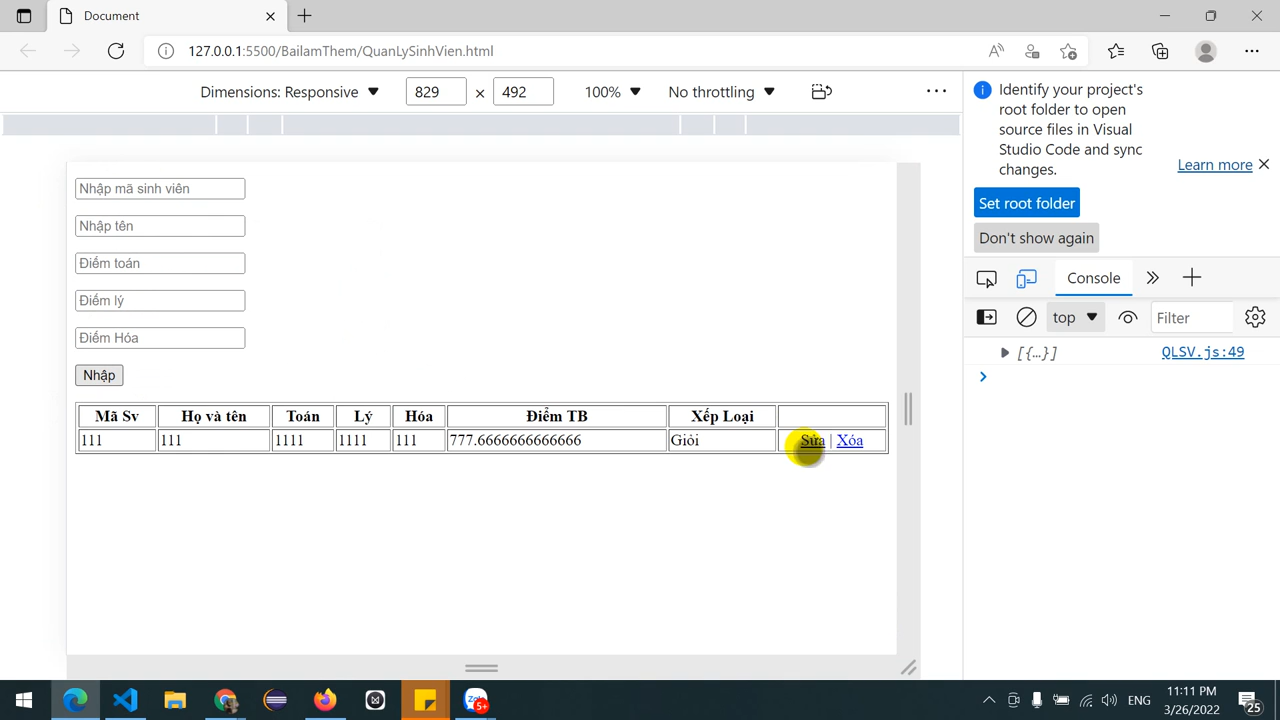 Document
127.0.0.1:5500/BailamThem/QuanLySinhVien.html
Dimensions: Responsive 829 × 492 100% No throttling
Identify your project's
root folder to open
source files in Visual
Studio Code and sync
changes.
Learn more
Set root folder
Don't show again
Console
top
Filter
[{…}] QLSV.js:49
Nhập mã sinh viên
Nhập tên
Điểm toán
Điểm lý
Điểm Hóa
Nhập
Mã Sv Họ và tên Toán Lý Hóa Điểm TB Xếp Loại
111 111 1111 1111 111 777.6666666666666 Giỏi Sửa | Xóa
5+
ENG
11:11 PM
3/26/2022
25